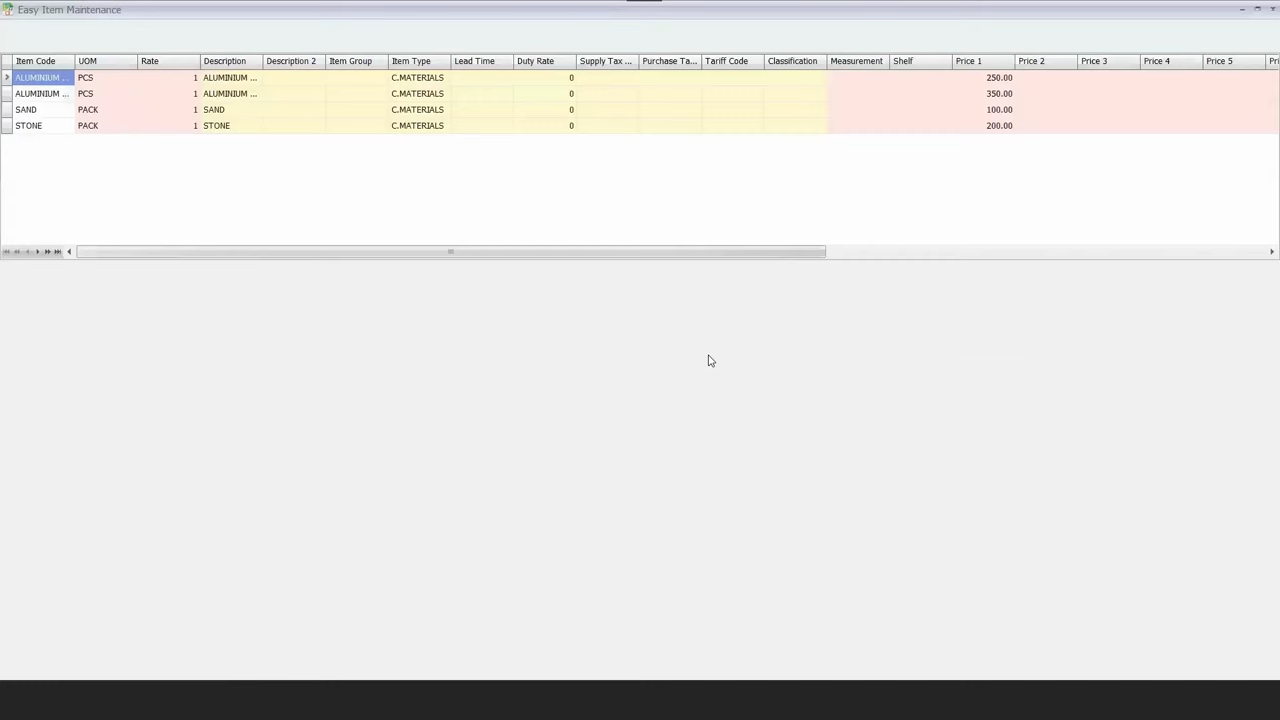 Easy Item Maintenance
Item Code UOM Rate Description Description 2 Item Group Item Type Lead Time Duty Rate Supply Tax ... Purchase Ta... Tariff Code Classification Measurement Shelf Price 1 Price 2 Price 3 Price 4 Price 5 Pri
ALUMINIUM ... PCS 1 ALUMINIUM ... C.MATERIALS 0 250.00
ALUMINIUM ... PCS 1 ALUMINIUM ... C.MATERIALS 0 350.00
SAND PACK 1 SAND C.MATERIALS 0 100.00
STONE PACK 1 STONE C.MATERIALS 0 200.00